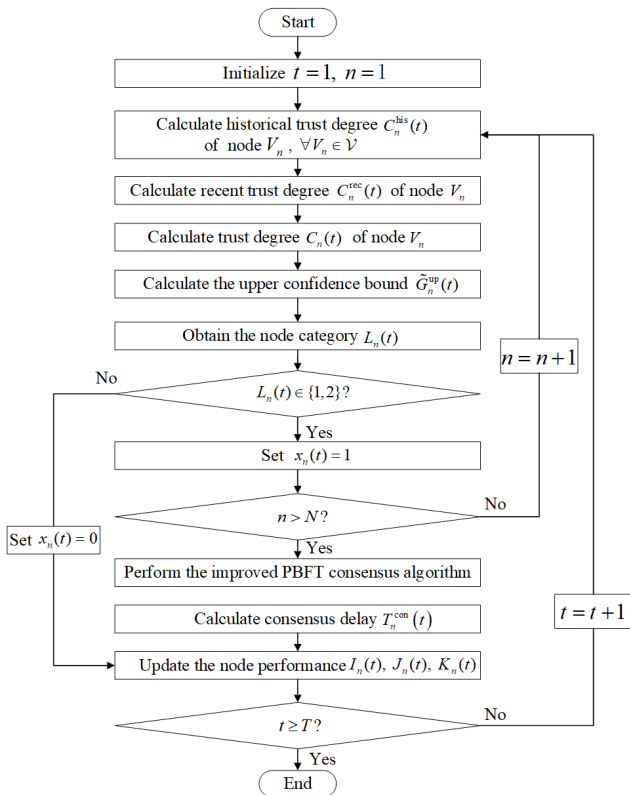 Start
Initialize t = 1, n = 1
Calculate historical trust degree C_n^his(t)
of node V_n , ∀V_n ∈ 𝒱
Calculate recent trust degree C_n^rec(t) of node V_n
Calculate trust degree C_n(t) of node V_n
Calculate the upper confidence bound G̃_n^up(t)
Obtain the node category L_n(t)
n = n+1
No
L_n(t) ∈ {1,2}?
Yes
Set x_n(t) = 1
n > N?
No
Set x_n(t) = 0
Yes
Perform the improved PBFT consensus algorithm
Calculate consensus delay T_n^con(t)
t = t+1
Update the node performance I_n(t), J_n(t), K_n(t)
t ≥ T?
No
Yes
End